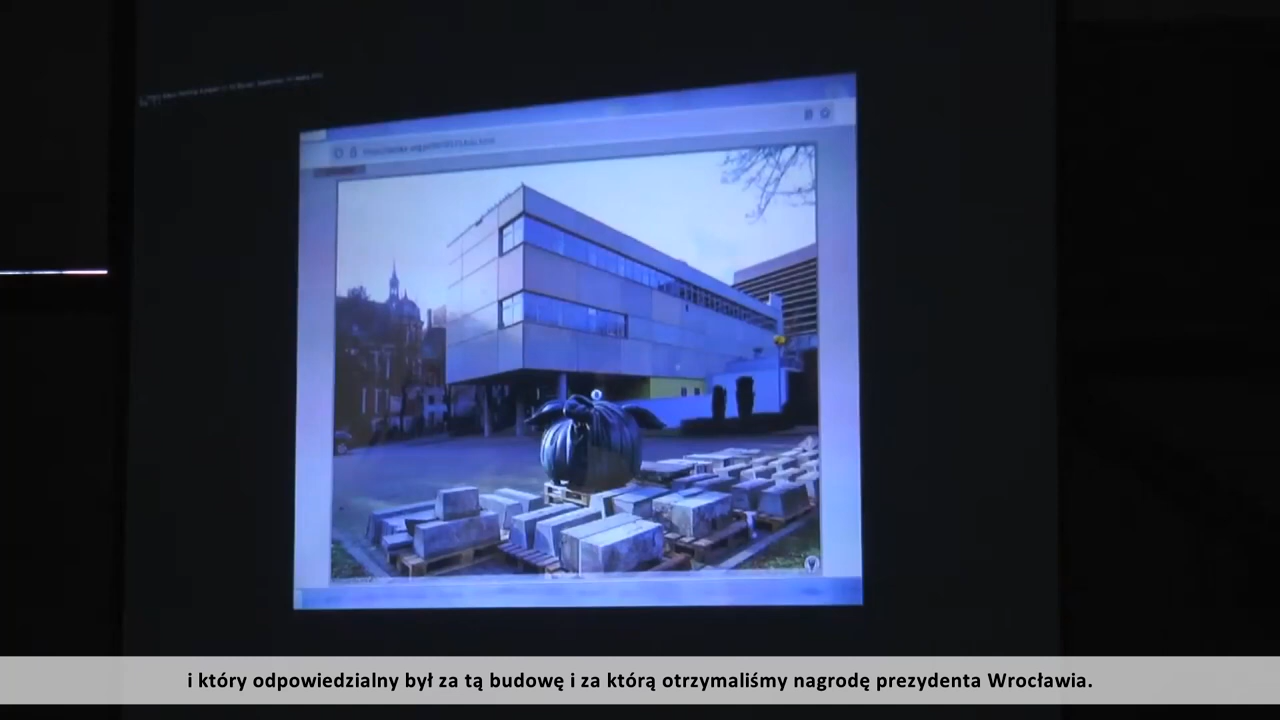 i który odpowiedzialny był za tą budowę i za którą otrzymaliśmy nagrodę prezydenta Wrocławia.